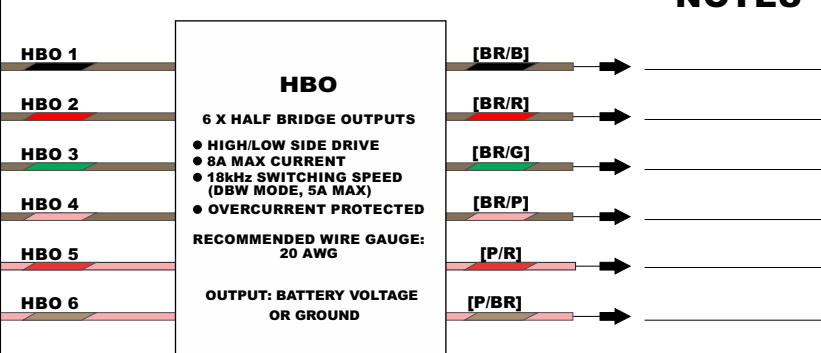 NOTES
HBO 1
HBO 2
HBO 3
HBO 4
HBO 5
HBO 6
HBO
6 X HALF BRIDGE OUTPUTS
● HIGH/LOW SIDE DRIVE
● 8A MAX CURRENT
● 18kHz SWITCHING SPEED
(DBW MODE, 5A MAX)
● OVERCURRENT PROTECTED
RECOMMENDED WIRE GAUGE:
20 AWG
OUTPUT: BATTERY VOLTAGE
OR GROUND
[BR/B]
[BR/R]
[BR/G]
[BR/P]
[P/R]
[P/BR]